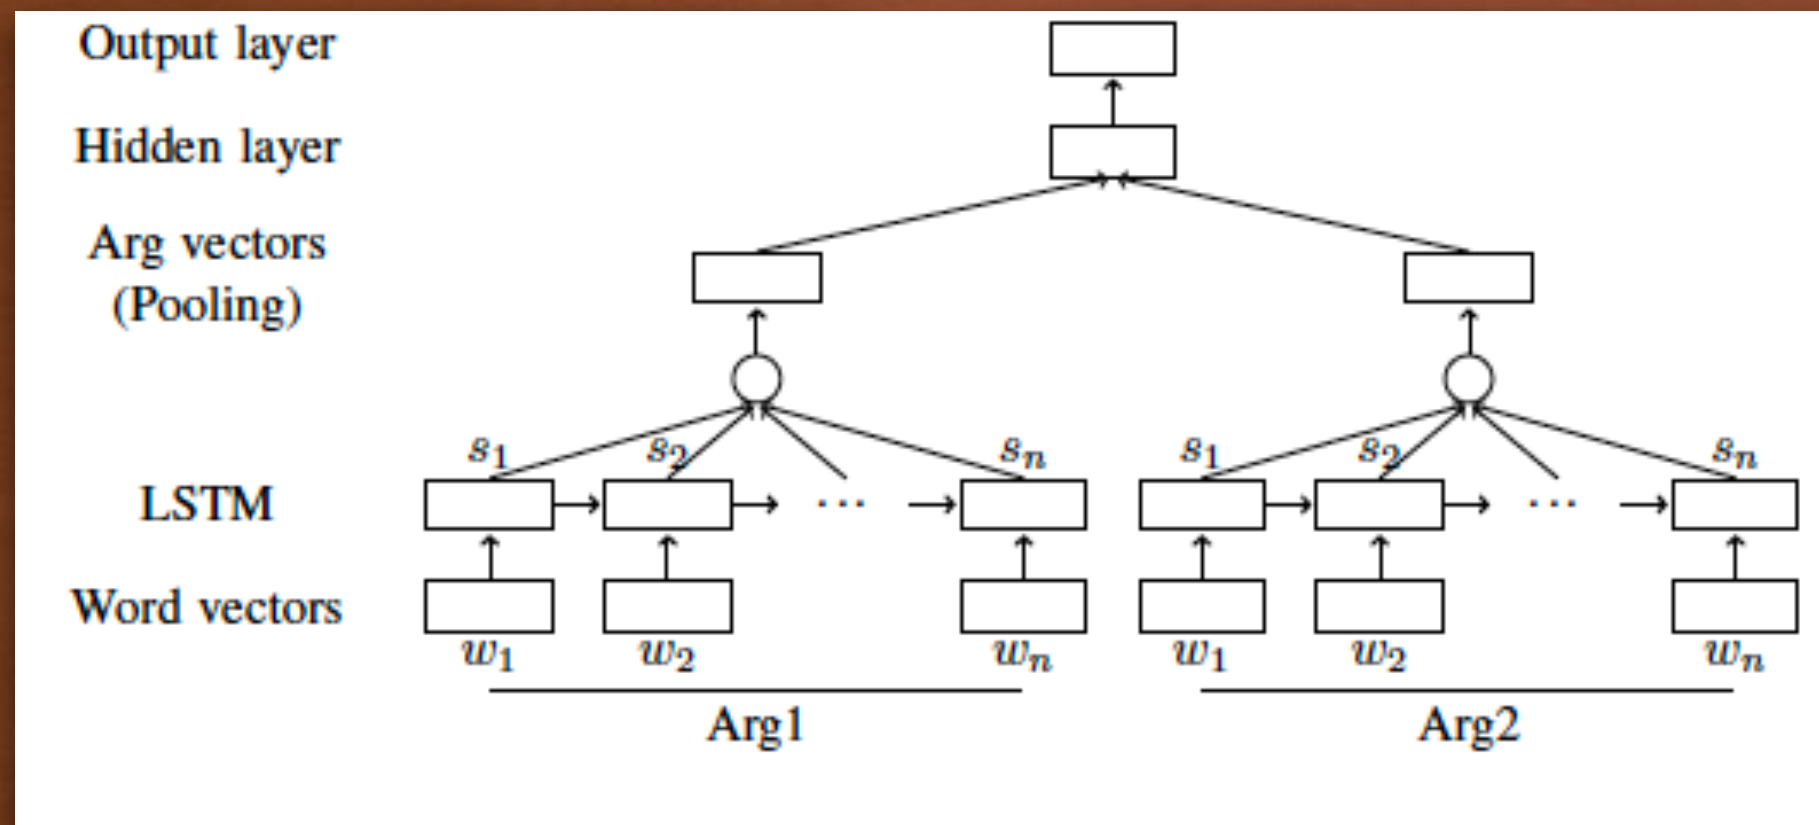 Output layer
Hidden layer
Arg vectors
(Pooling)
s₁ s₂ sₙ s₁ s₂ sₙ
LSTM ... ...
Word vectors
w₁ w₂ wₙ w₁ w₂ wₙ
Arg1 Arg2